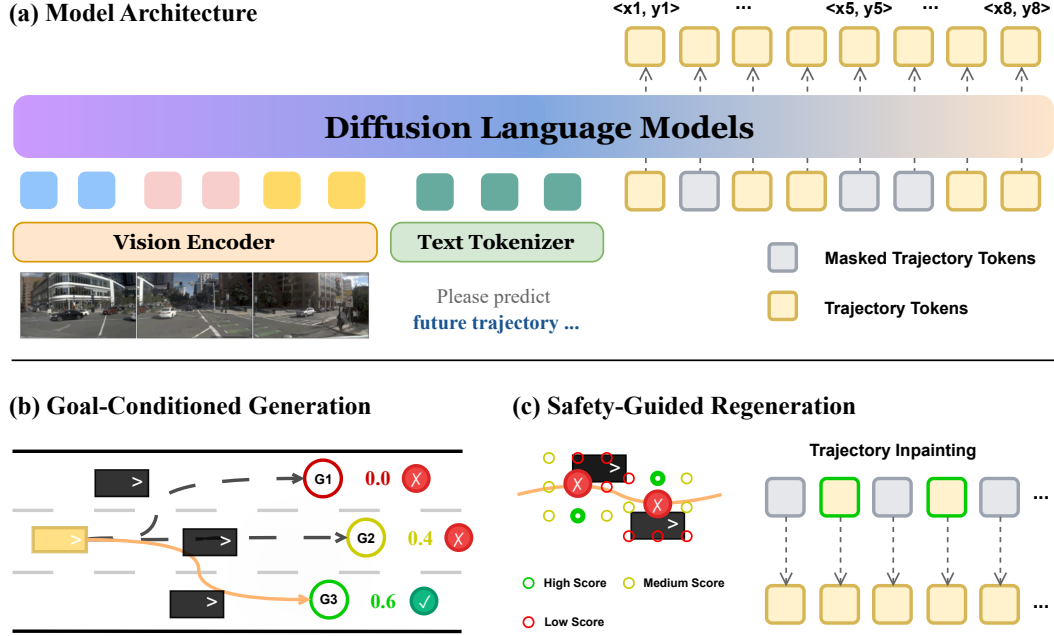 (a) Model Architecture
<x1, y1> ... <x5, y5> ... <x8, y8>
Diffusion Language Models
Vision Encoder
Text Tokenizer
Please predict
future trajectory ...
Masked Trajectory Tokens
Trajectory Tokens
(b) Goal-Conditioned Generation
G1 0.0 X
G2 0.4 X
G3 0.6 ✓
(c) Safety-Guided Regeneration
X
X
High Score
Medium Score
Low Score
Trajectory Inpainting
...
...